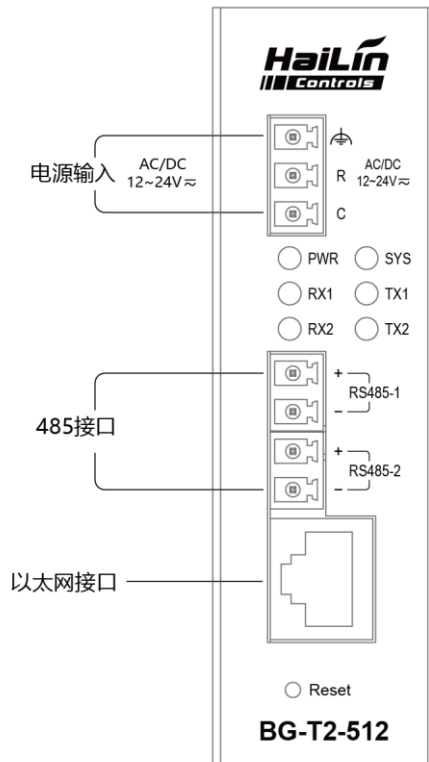 HaiLin
Controls
电源输入
AC/DC
12~24V≂
R
AC/DC
12~24V≂
C
PWR
SYS
RX1
TX1
RX2
TX2
485接口
+
RS485-1
−
+
RS485-2
−
以太网接口
Reset
BG-T2-512